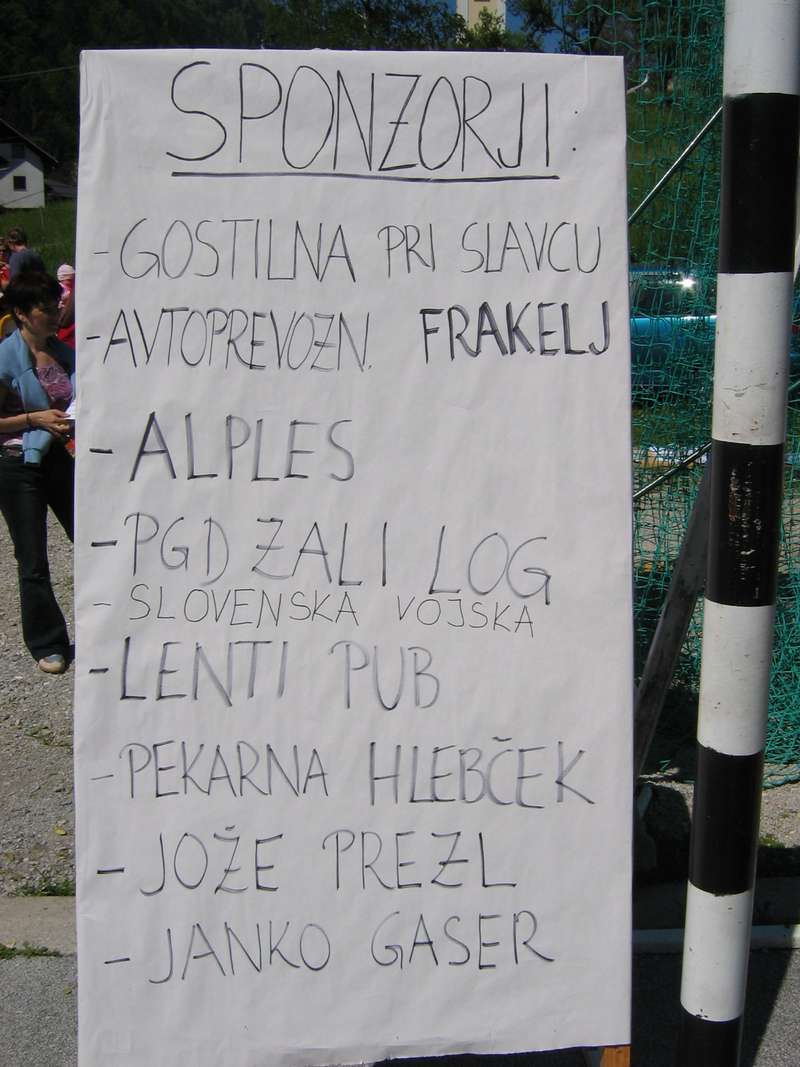 SPONZORJI:
- GOSTILNA PRI SLAVCU
- AVTOPREVOZN. FRAKELJ
- ALPLES
- PGD ZALI LOG
- SLOVENSKA VOJSKA
- LENTI PUB
- PEKARNA HLEBČEK
- JOŽE PREZL
- JANKO GASER